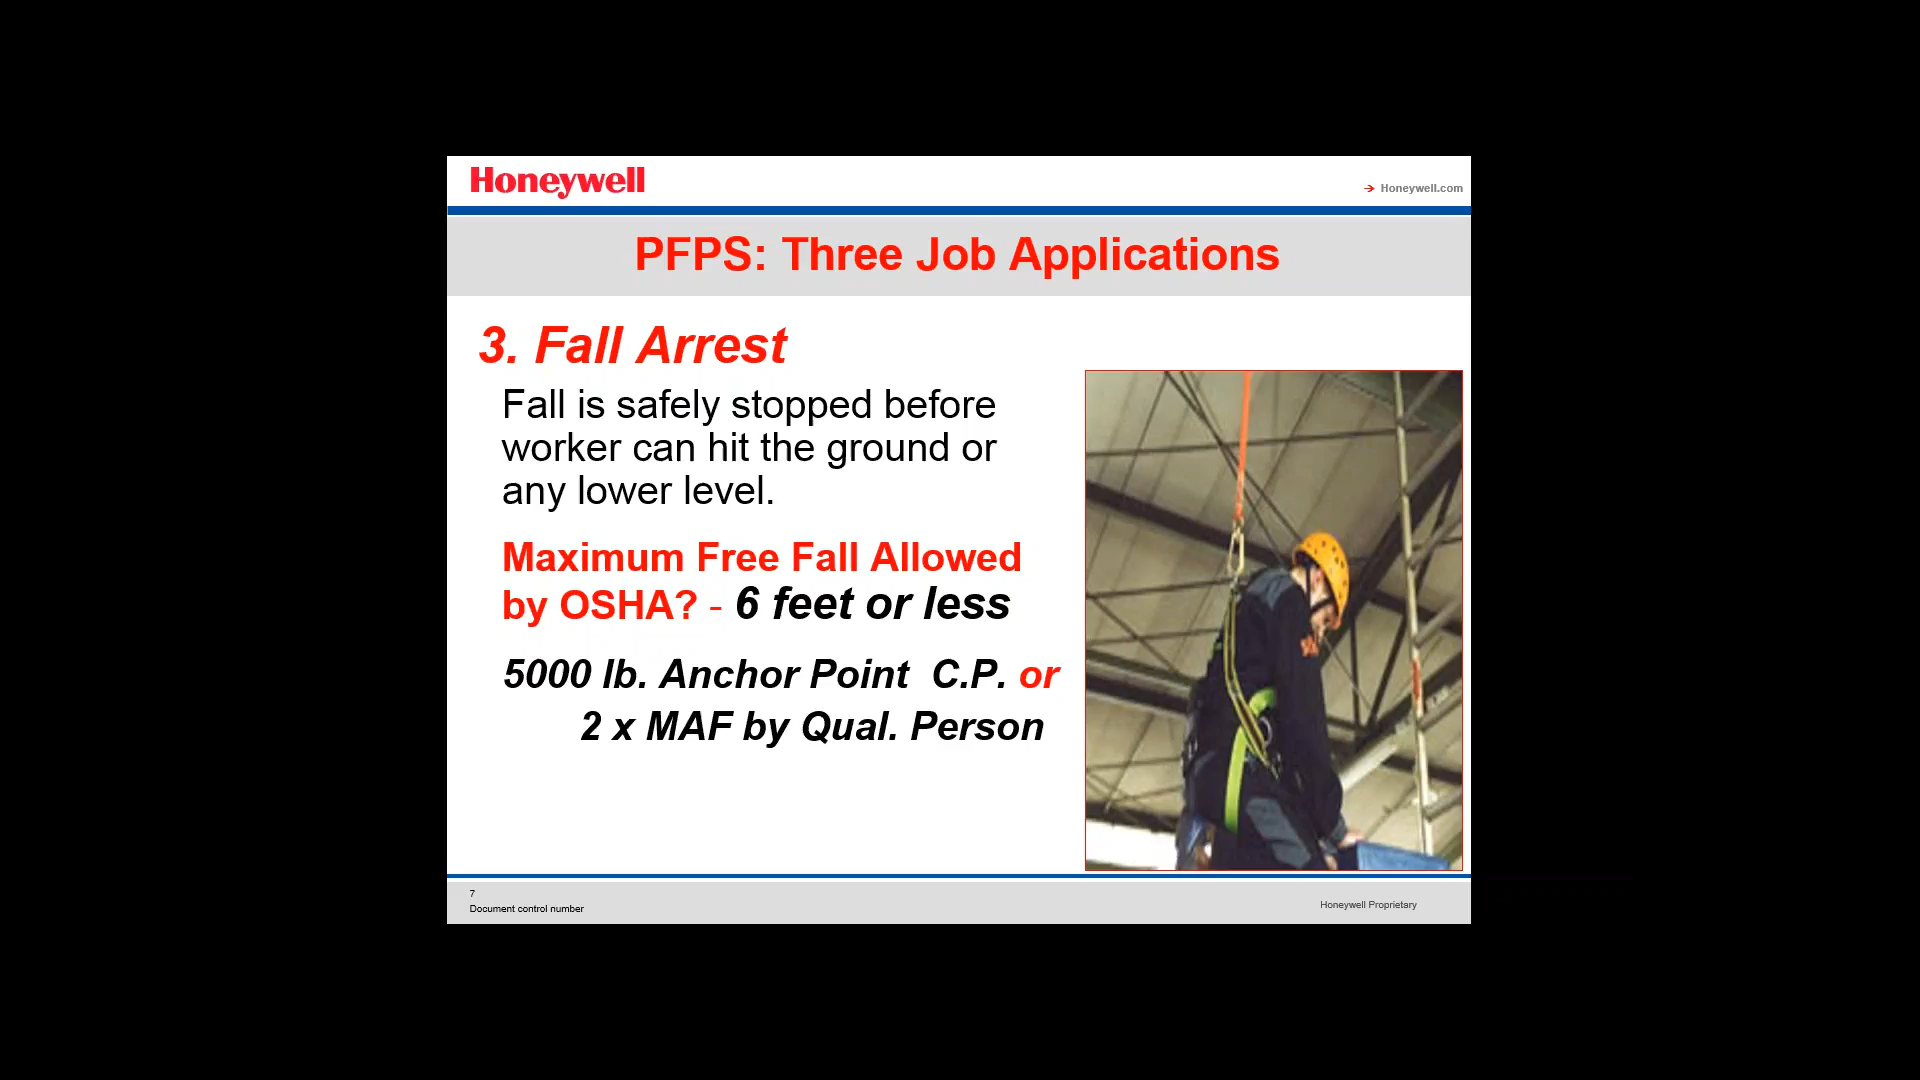 Honeywell
Honeywell.com
PFPS: Three Job Applications
3. Fall Arrest
Fall is safely stopped before
worker can hit the ground or
any lower level.
Maximum Free Fall Allowed
by OSHA? - 6 feet or less
5000 lb. Anchor Point C.P. or
2 x MAF by Qual. Person
7
Document control number
Honeywell Proprietary